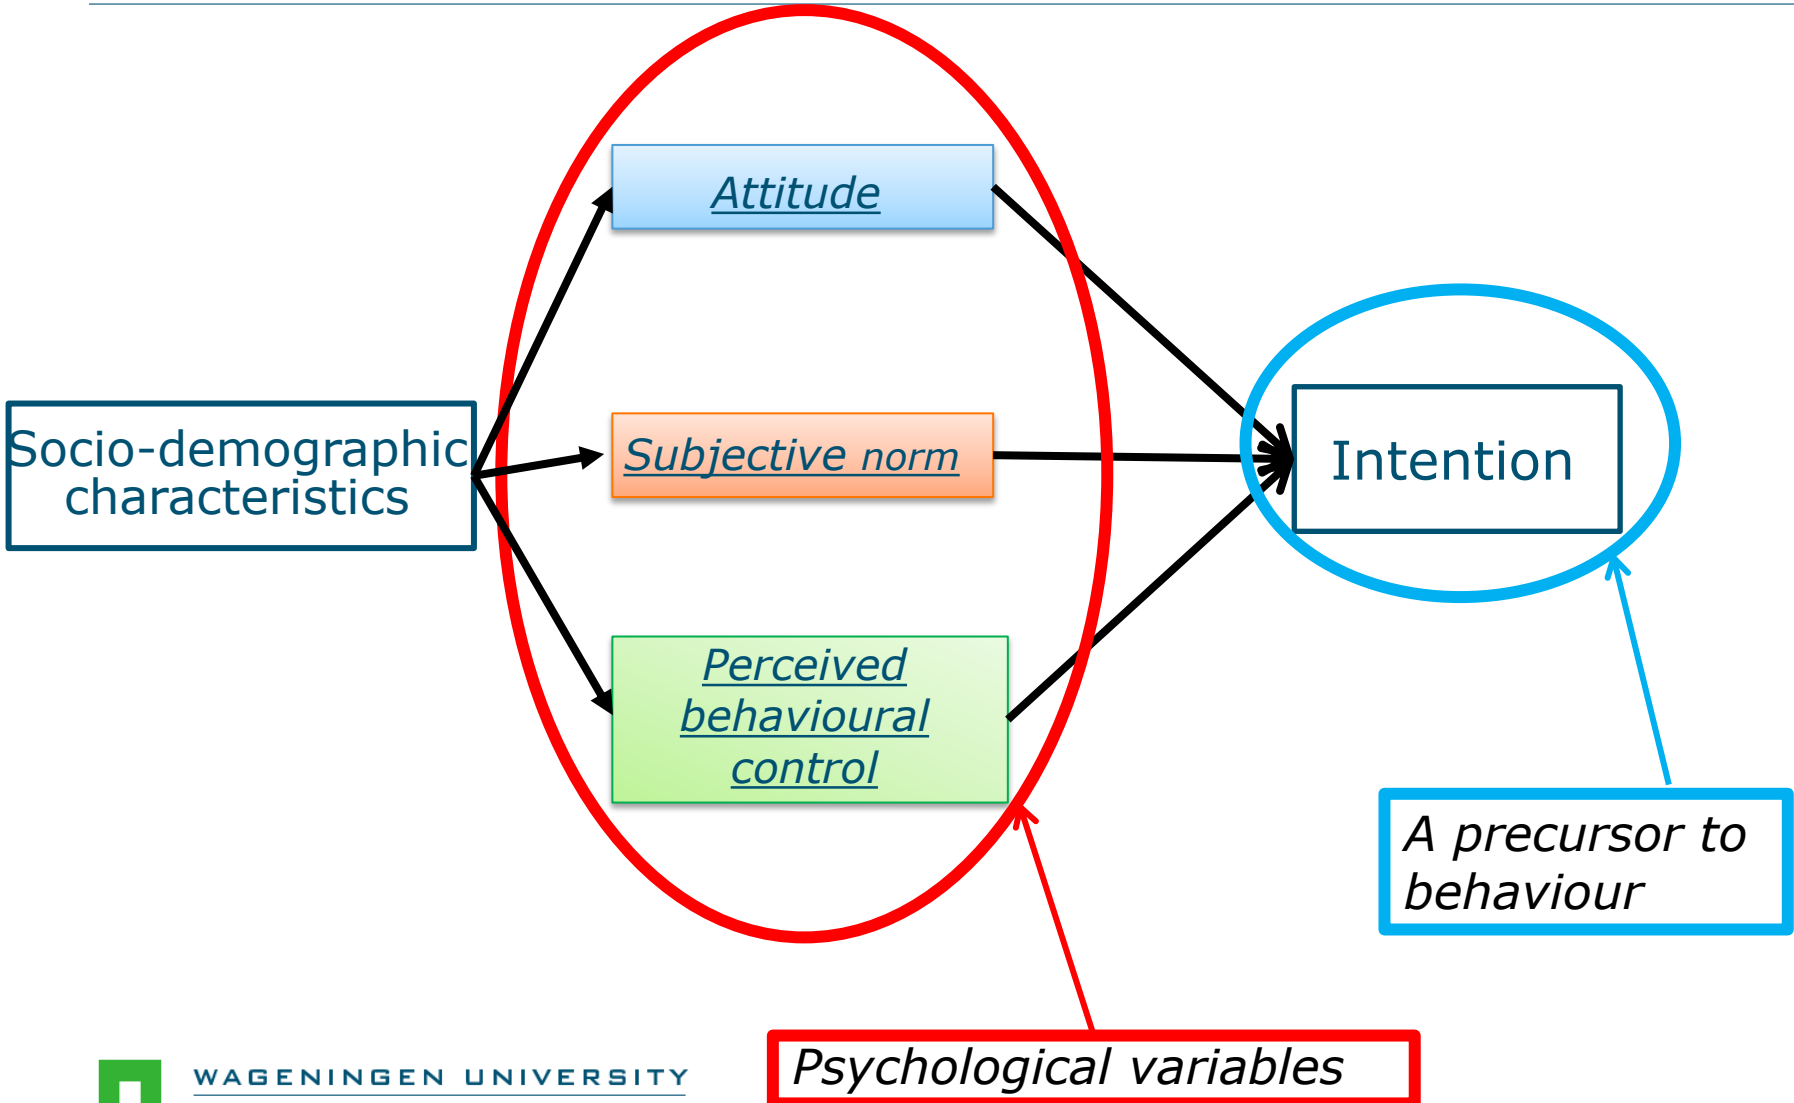 Attitude
Socio-demographic
characteristics
Subjective norm
Intention
Perceived
behavioural
control
A precursor to
behaviour
Psychological variables
WAGENINGEN UNIVERSITY